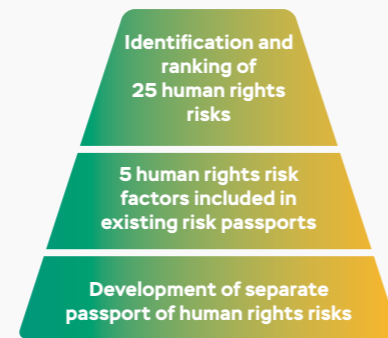 Identification and
ranking of
25 human rights
risks
5 human rights risk
factors included in
existing risk passports
Development of separate
passport of human rights risks